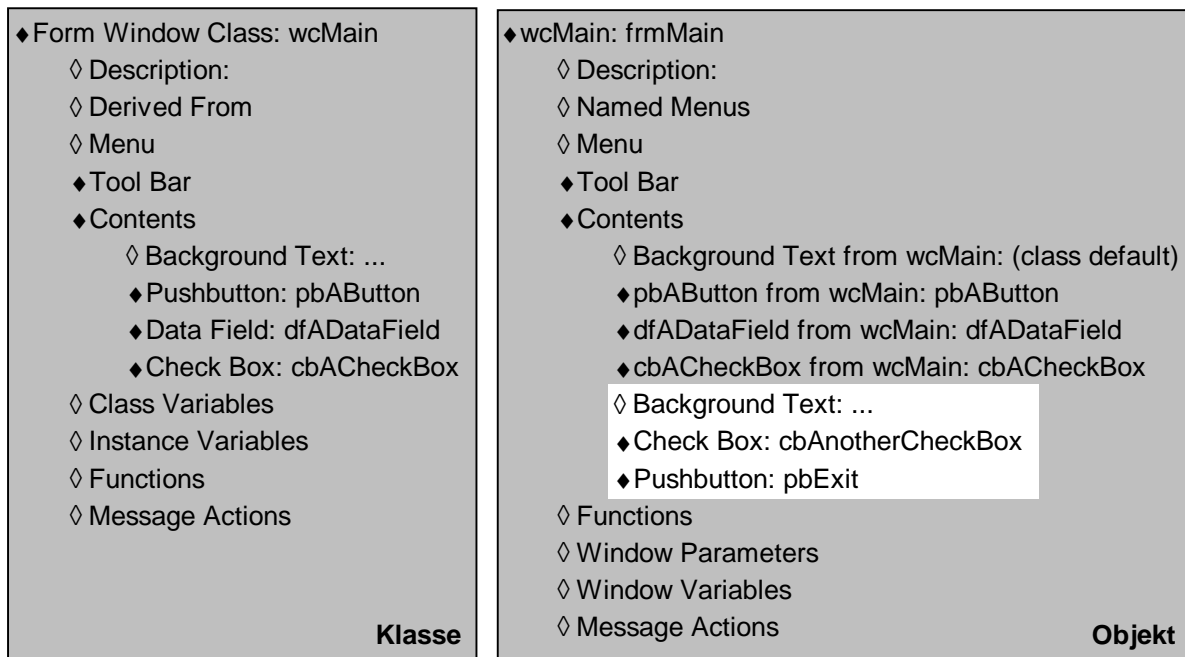 ♦Form Window Class: wcMain
◊ Description:
◊ Derived From
◊ Menu
♦Tool Bar
♦Contents
◊ Background Text: ...
♦Pushbutton: pbAButton
♦Data Field: dfADataField
♦Check Box: cbACheckBox
◊ Class Variables
◊ Instance Variables
◊ Functions
◊ Message Actions
Klasse
♦wcMain: frmMain
◊ Description:
◊ Named Menus
◊ Menu
♦Tool Bar
♦Contents
◊ Background Text from wcMain: (class default)
♦pbAButton from wcMain: pbAButton
♦dfADataField from wcMain: dfADataField
♦cbACheckBox from wcMain: cbACheckBox
◊ Background Text: ...
♦Check Box: cbAnotherCheckBox
♦Pushbutton: pbExit
◊ Functions
◊ Window Parameters
◊ Window Variables
◊ Message Actions
Objekt